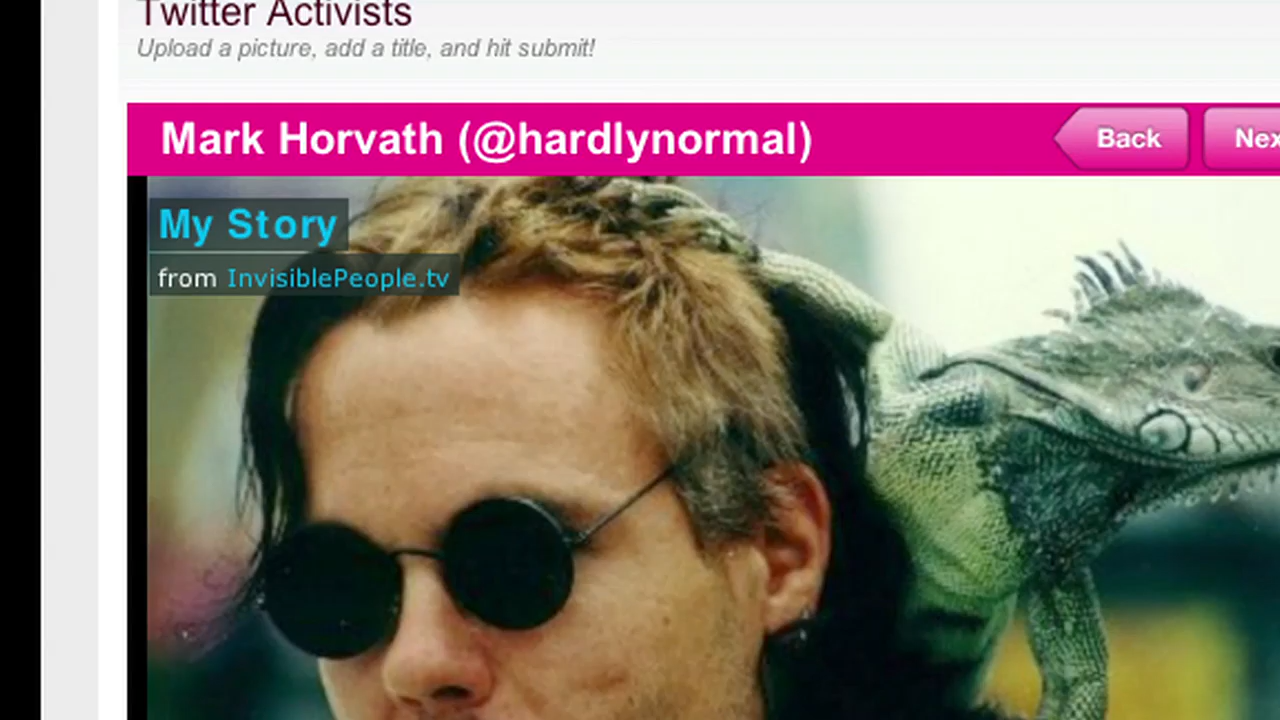 Twitter Activists
Upload a picture, add a title, and hit submit!
Mark Horvath (@hardlynormal)
Back
My Story
from InvisiblePeople.tv